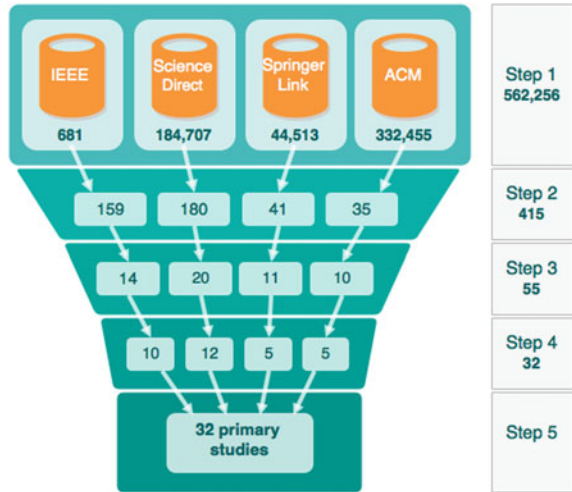 IEEE
Science
Direct
Springer
Link
ACM
681
184,707
44,513
332,455
Step 1
562,256
159
180
41
35
Step 2
415
14
20
11
10
Step 3
55
10
12
5
5
Step 4
32
32 primary
studies
Step 5